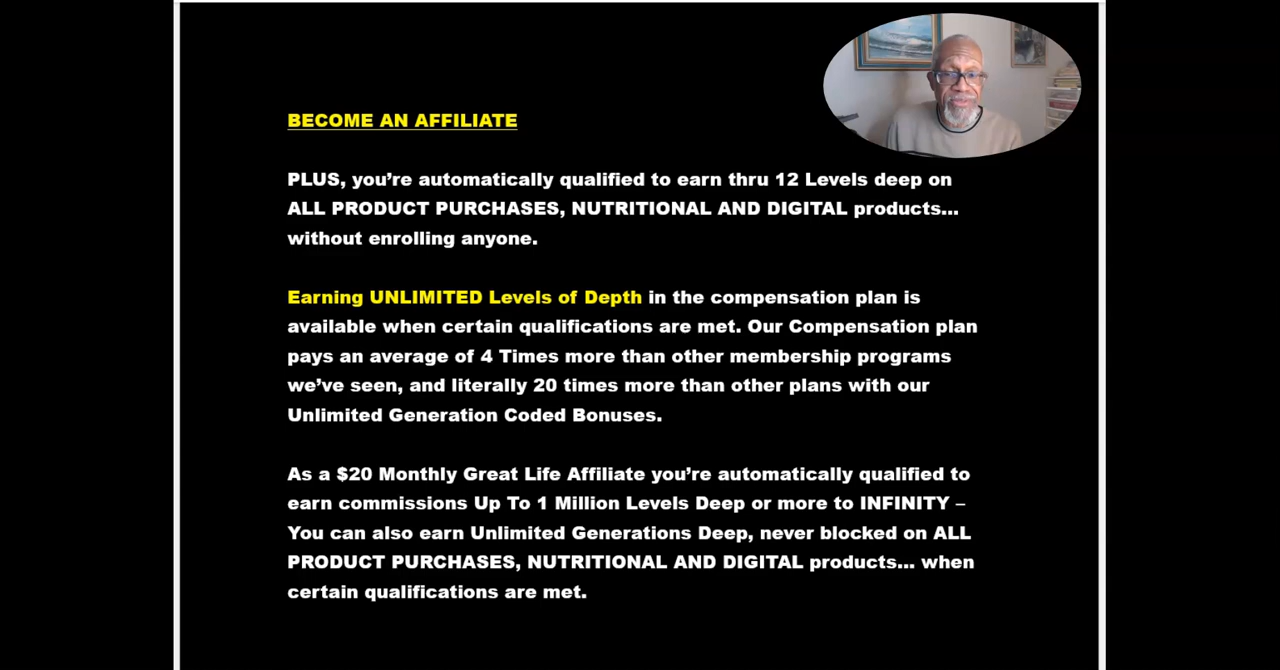 BECOME AN AFFILIATE
PLUS, you’re automatically qualified to earn thru 12 Levels deep on
ALL PRODUCT PURCHASES, NUTRITIONAL AND DIGITAL products...
without enrolling anyone.
Earning UNLIMITED Levels of Depth in the compensation plan is
available when certain qualifications are met. Our Compensation plan
pays an average of 4 Times more than other membership programs
we’ve seen, and literally 20 times more than other plans with our
Unlimited Generation Coded Bonuses.
As a $20 Monthly Great Life Affiliate you’re automatically qualified to
earn commissions Up To 1 Million Levels Deep or more to INFINITY –
You can also earn Unlimited Generations Deep, never blocked on ALL
PRODUCT PURCHASES, NUTRITIONAL AND DIGITAL products... when
certain qualifications are met.